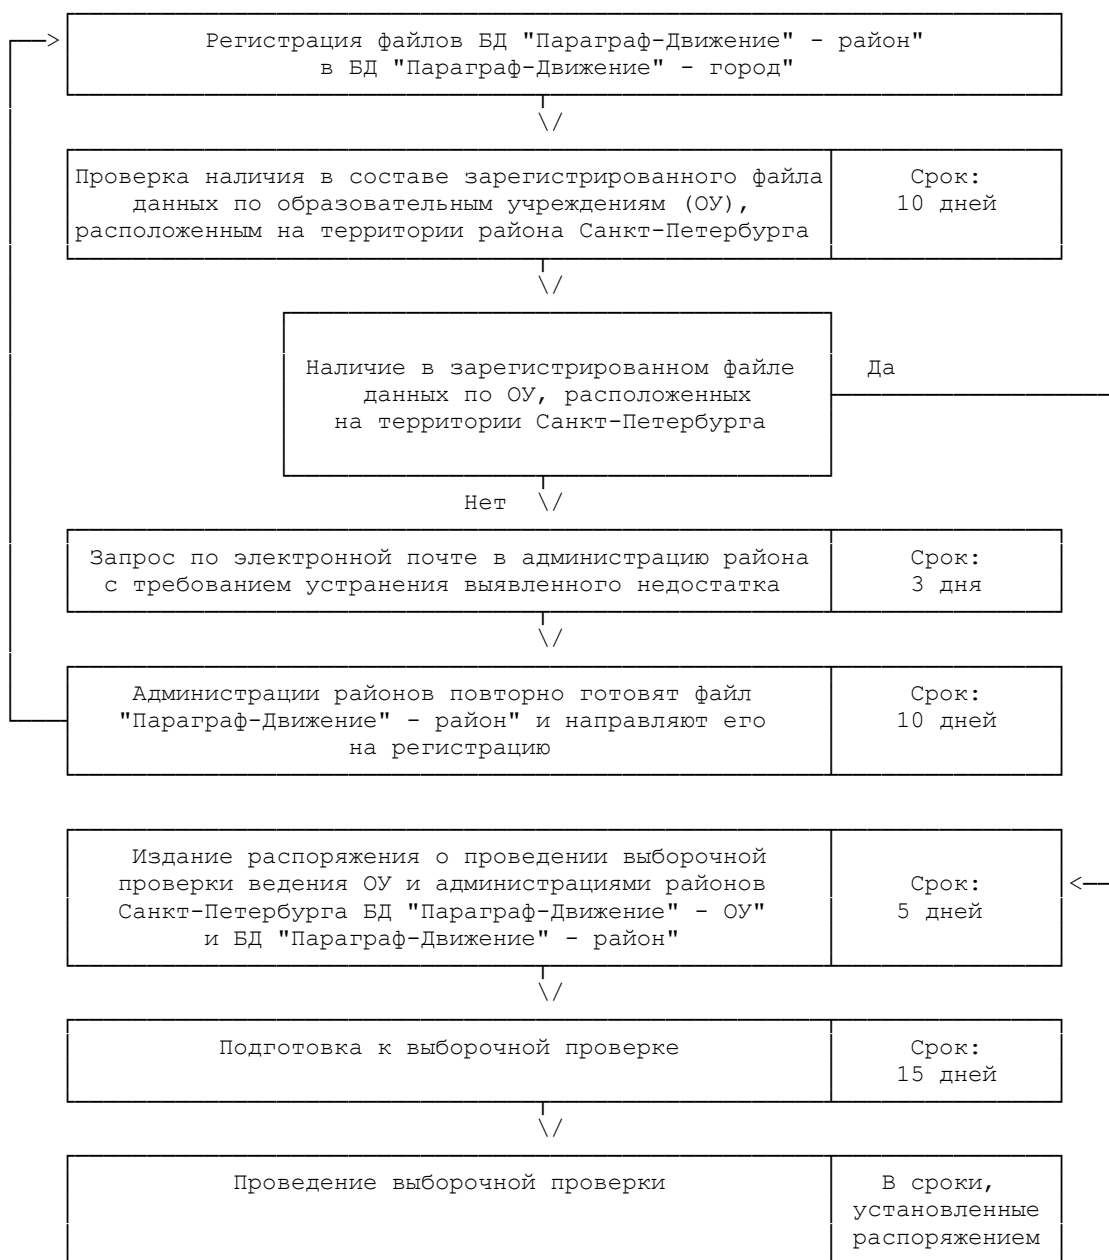 Регистрация файлов БД "Параграф-Движение" - район"
в БД "Параграф-Движение" - город"
Проверка наличия в составе зарегистрированного файла
данных по образовательным учреждениям (ОУ),
расположенным на территории района Санкт-Петербурга
Срок:
10 дней
Наличие в зарегистрированном файле
данных по ОУ, расположенных
на территории Санкт-Петербурга
Да
Нет
Запрос по электронной почте в администрацию района
с требованием устранения выявленного недостатка
Срок:
3 дня
Администрации районов повторно готовят файл
"Параграф-Движение" - район" и направляют его
на регистрацию
Срок:
10 дней
Издание распоряжения о проведении выборочной
проверки ведения ОУ и администрациями районов
Санкт-Петербурга БД "Параграф-Движение" - ОУ"
и БД "Параграф-Движение" - район"
Срок:
5 дней
Подготовка к выборочной проверке
Срок:
15 дней
Проведение выборочной проверки
В сроки,
установленные
распоряжением